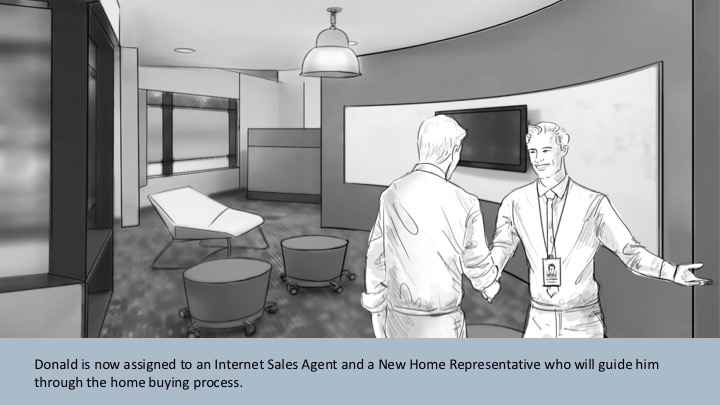 Donald is now assigned to an Internet Sales Agent and a New Home Representative who will guide him
through the home buying process.